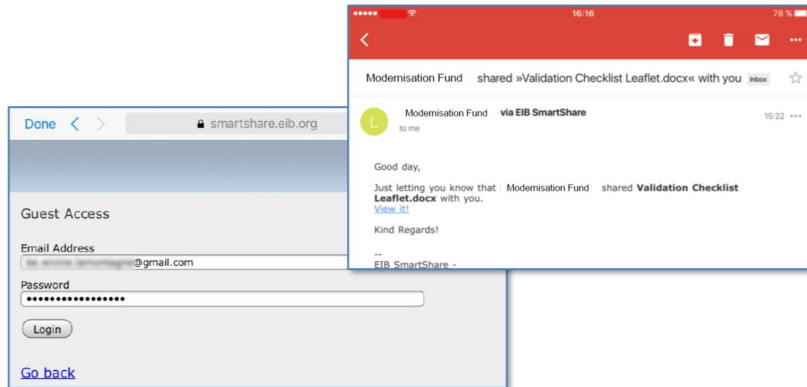 16:16
78 %
Modernisation Fund shared »Validation Checklist Leaflet.docx« with you Inbox
Modernisation Fund via EIB SmartShare
15:22
to me
Good day,
Just letting you know that Modernisation Fund shared Validation Checklist
Leaflet.docx with you.
View it!
Kind Regards!
--
EIB SmartShare -
L
Done
smartshare.eib.org
Guest Access
Email Address
@gmail.com
Password
Login
Go back